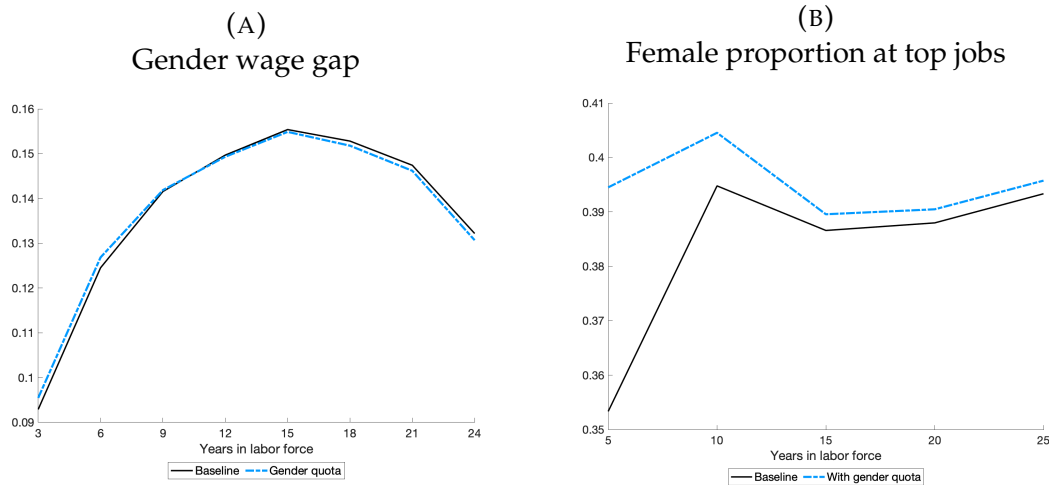 (A)
Gender wage gap
0.16
0.15
0.14
0.13
0.12
0.11
0.1
0.09
3 6 9 12 15 18 21 24
Years in labor force
Baseline Gender quota
(B)
Female proportion at top jobs
0.41
0.4
0.39
0.38
0.37
0.36
0.35
5 10 15 20 25
Years in labor force
Baseline With gender quota